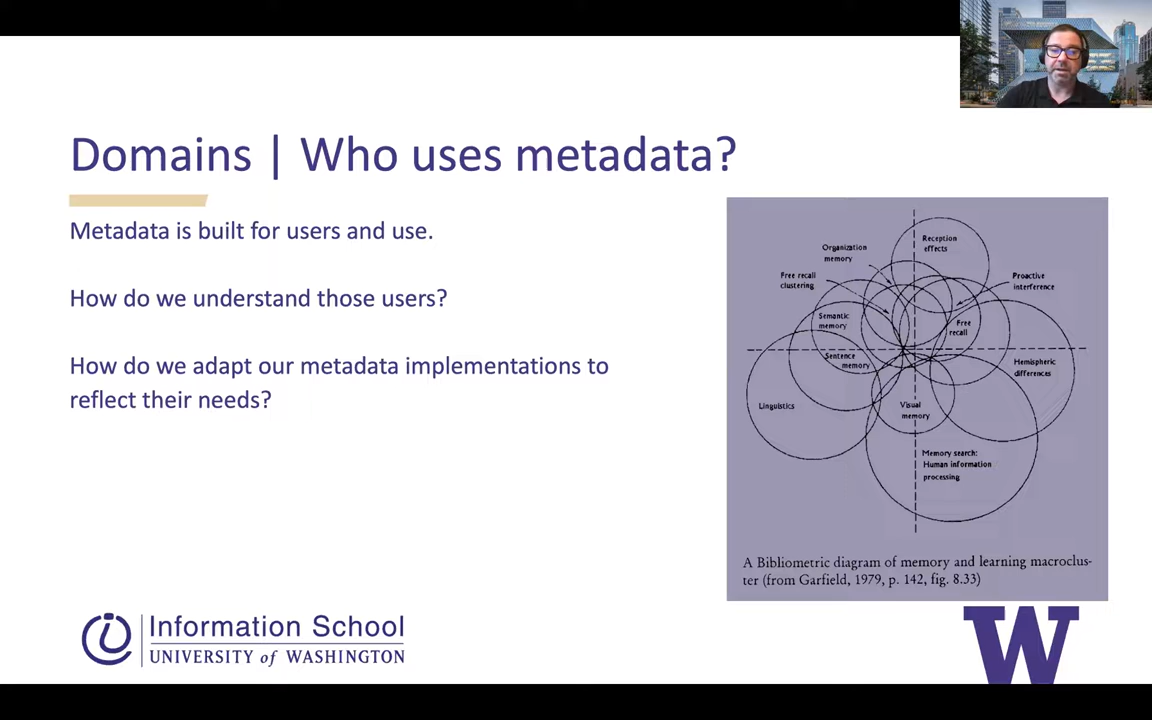 Domains | Who uses metadata?
Metadata is built for users and use.
How do we understand those users?
How do we adapt our metadata implementations to
reflect their needs?
Reception
effects
Organization
memory
Free recall
clustering
Proactive
interference
Semantic
memory
Free
recall
Sentence
memory
Hemispheric
differences
Linguistics
Visual
memory
Memory search:
Human information
processing
A Bibliometric diagram of memory and learning macroclus-
ter (from Garfield, 1979, p. 142, fig. 8.33)
Information School
UNIVERSITY of WASHINGTON
W